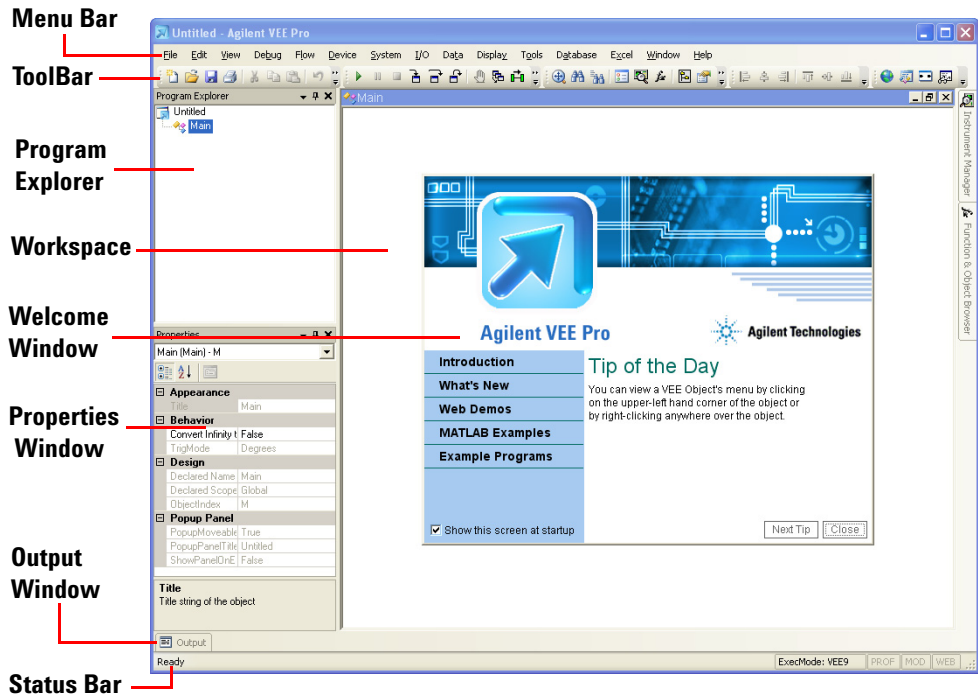 Menu Bar
ToolBar
Program
Explorer
Workspace
Welcome
Window
Properties
Window
Output
Window
Status Bar
Untitled - Agilent VEE Pro
File Edit View Debug Flow Device System I/O Data Display Tools Database Excel Window Help
Program Explorer
Untitled
Main
Main
Instrument Manager
Function & Object Browser
Agilent VEE Pro
Agilent Technologies
Introduction
What's New
Web Demos
MATLAB Examples
Example Programs
Show this screen at startup
Tip of the Day
You can view a VEE Object's menu by clicking
on the upper-left hand corner of the object or
by right-clicking anywhere over the object.
Next Tip Close
Properties
Main (Main) - M
Appearance
Title Main
Behavior
Convert Infinity t False
TrigMode Degrees
Design
Declared Name Main
Declared Scope Global
ObjectIndex M
Popup Panel
PopupMoveable True
PopupPanelTitle Untitled
ShowPanelOnE False
Title
Title string of the object
Output
Ready
ExecMode: VEE9 PROF MOD WEB